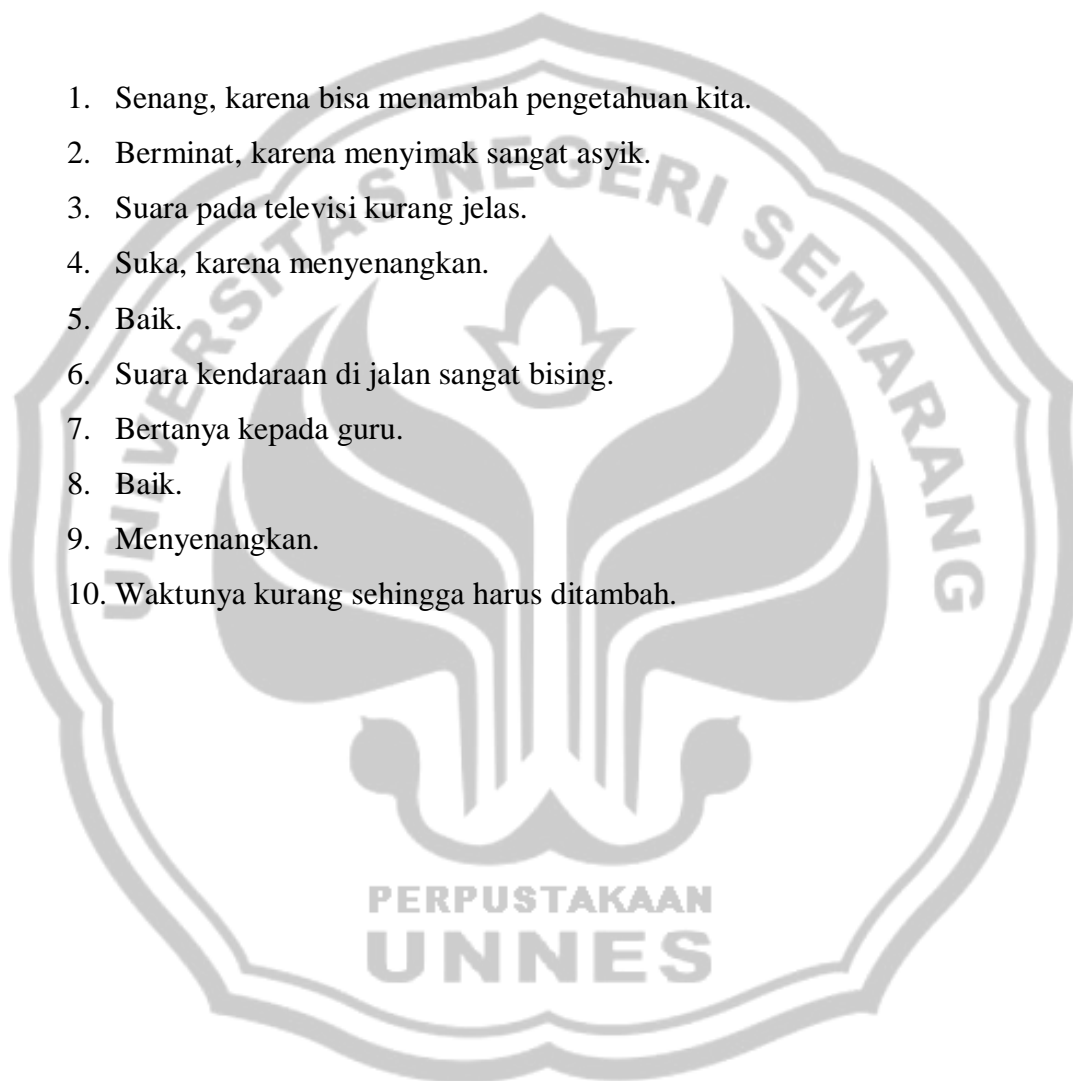 1. Senang, karena bisa menambah pengetahuan kita.
2. Berminat, karena menyimak sangat asyik.
3. Suara pada televisi kurang jelas.
4. Suka, karena menyenangkan.
5. Baik.
6. Suara kendaraan di jalan sangat bising.
7. Bertanya kepada guru.
8. Baik.
9. Menyenangkan.
10. Waktunya kurang sehingga harus ditambah.
UNIVERSITAS NEGERI SEMARANG
PERPUSTAKAAN
UNNES